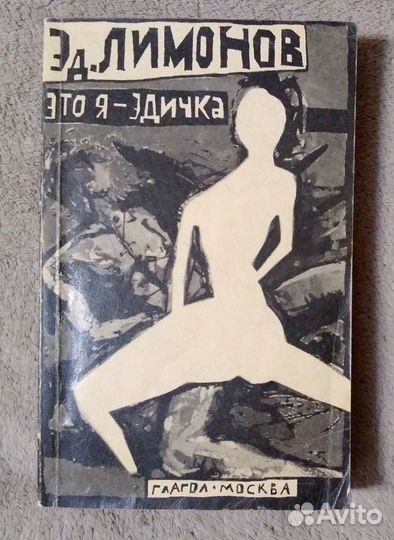 Эд. ЛИМОНОВ
ЭТО Я – ЭДИЧКА
ГЛАГОЛ • МОСКВА
Avito